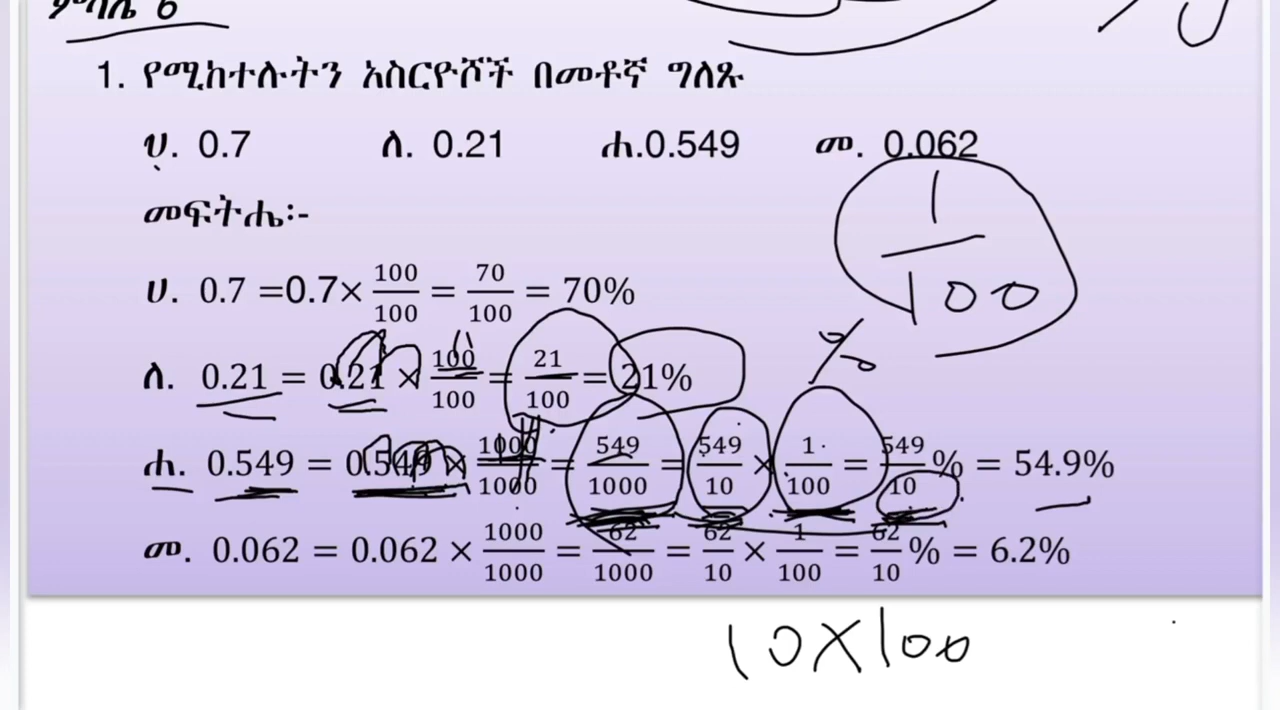 ምሳሌ 6
1. የሚከተሉትን አስርዮሾች በመቶኛ ግለጹ
ሀ. 0.7 ለ. 0.21 ሐ.0.549 መ. 0.062
መፍትሔ፡-
1/100
ሀ. 0.7 =0.7× 100/100 = 70/100 = 70%
%
ለ. 0.21 = 0.21 × 100/100 = 21/100 = 21%
ሐ. 0.549 = 0.549 × 1000/1000 = 549/1000 = 549/10 × 1/100 = 549/10 % = 54.9%
መ. 0.062 = 0.062 × 1000/1000 = 62/1000 = 62/10 × 1/100 = 62/10 % = 6.2%
10×100